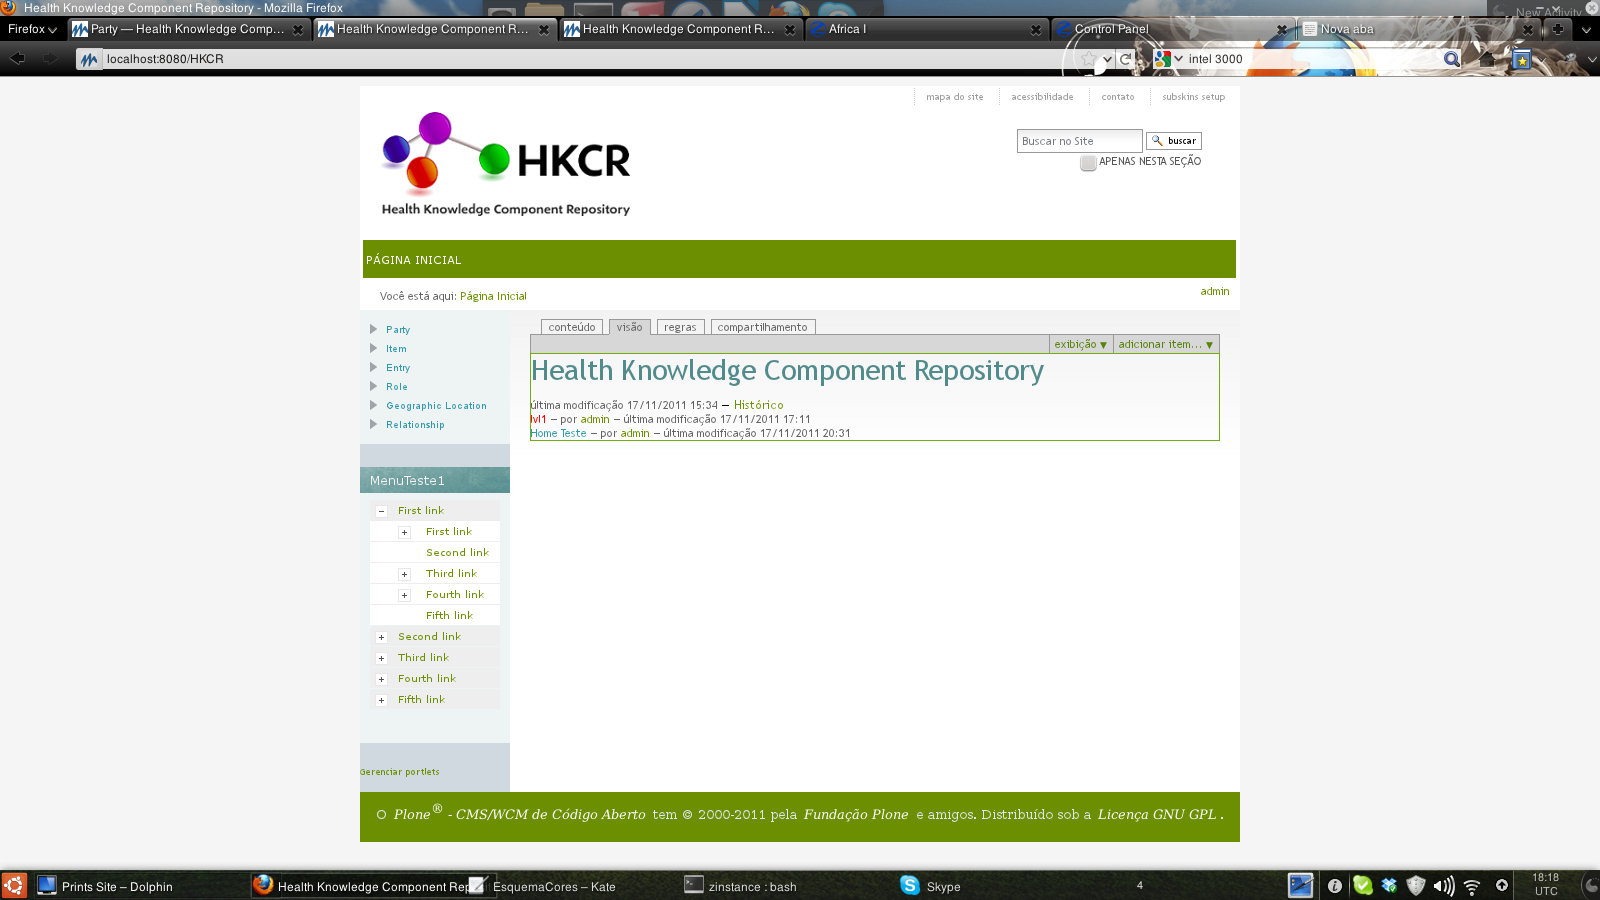 Health Knowledge Component Repository - Mozilla Firefox
New Activity
Firefox
Party — Health Knowledge Comp...
Health Knowledge Component R...
Health Knowledge Component R...
Africa I
Control Panel
Nova aba
localhost:8080/HKCR
intel 3000
mapa do site
acessibilidade
contato
subskins setup
HKCR
Health Knowledge Component Repository
Buscar no Site
buscar
APENAS NESTA SEÇÃO
PÁGINA INICIAL
Você está aqui: Página Inicial
admin
Party
Item
Entry
Role
Geographic Location
Relationship
MenuTeste1
First link
First link
Second link
Third link
Fourth link
Fifth link
Second link
Third link
Fourth link
Fifth link
Gerenciar portlets
conteúdo
visão
regras
compartilhamento
exibição ▼
adicionar item... ▼
Health Knowledge Component Repository
última modificação 17/11/2011 15:34 — Histórico
lvl1 — por admin — última modificação 17/11/2011 17:11
Home Teste — por admin — última modificação 17/11/2011 20:31
O Plone® - CMS/WCM de Código Aberto tem © 2000-2011 pela Fundação Plone e amigos. Distribuído sob a Licença GNU GPL .
Prints Site – Dolphin
Health Knowledge Component Rep
EsquemaCores – Kate
zinstance : bash
Skype
4
18:18
UTC